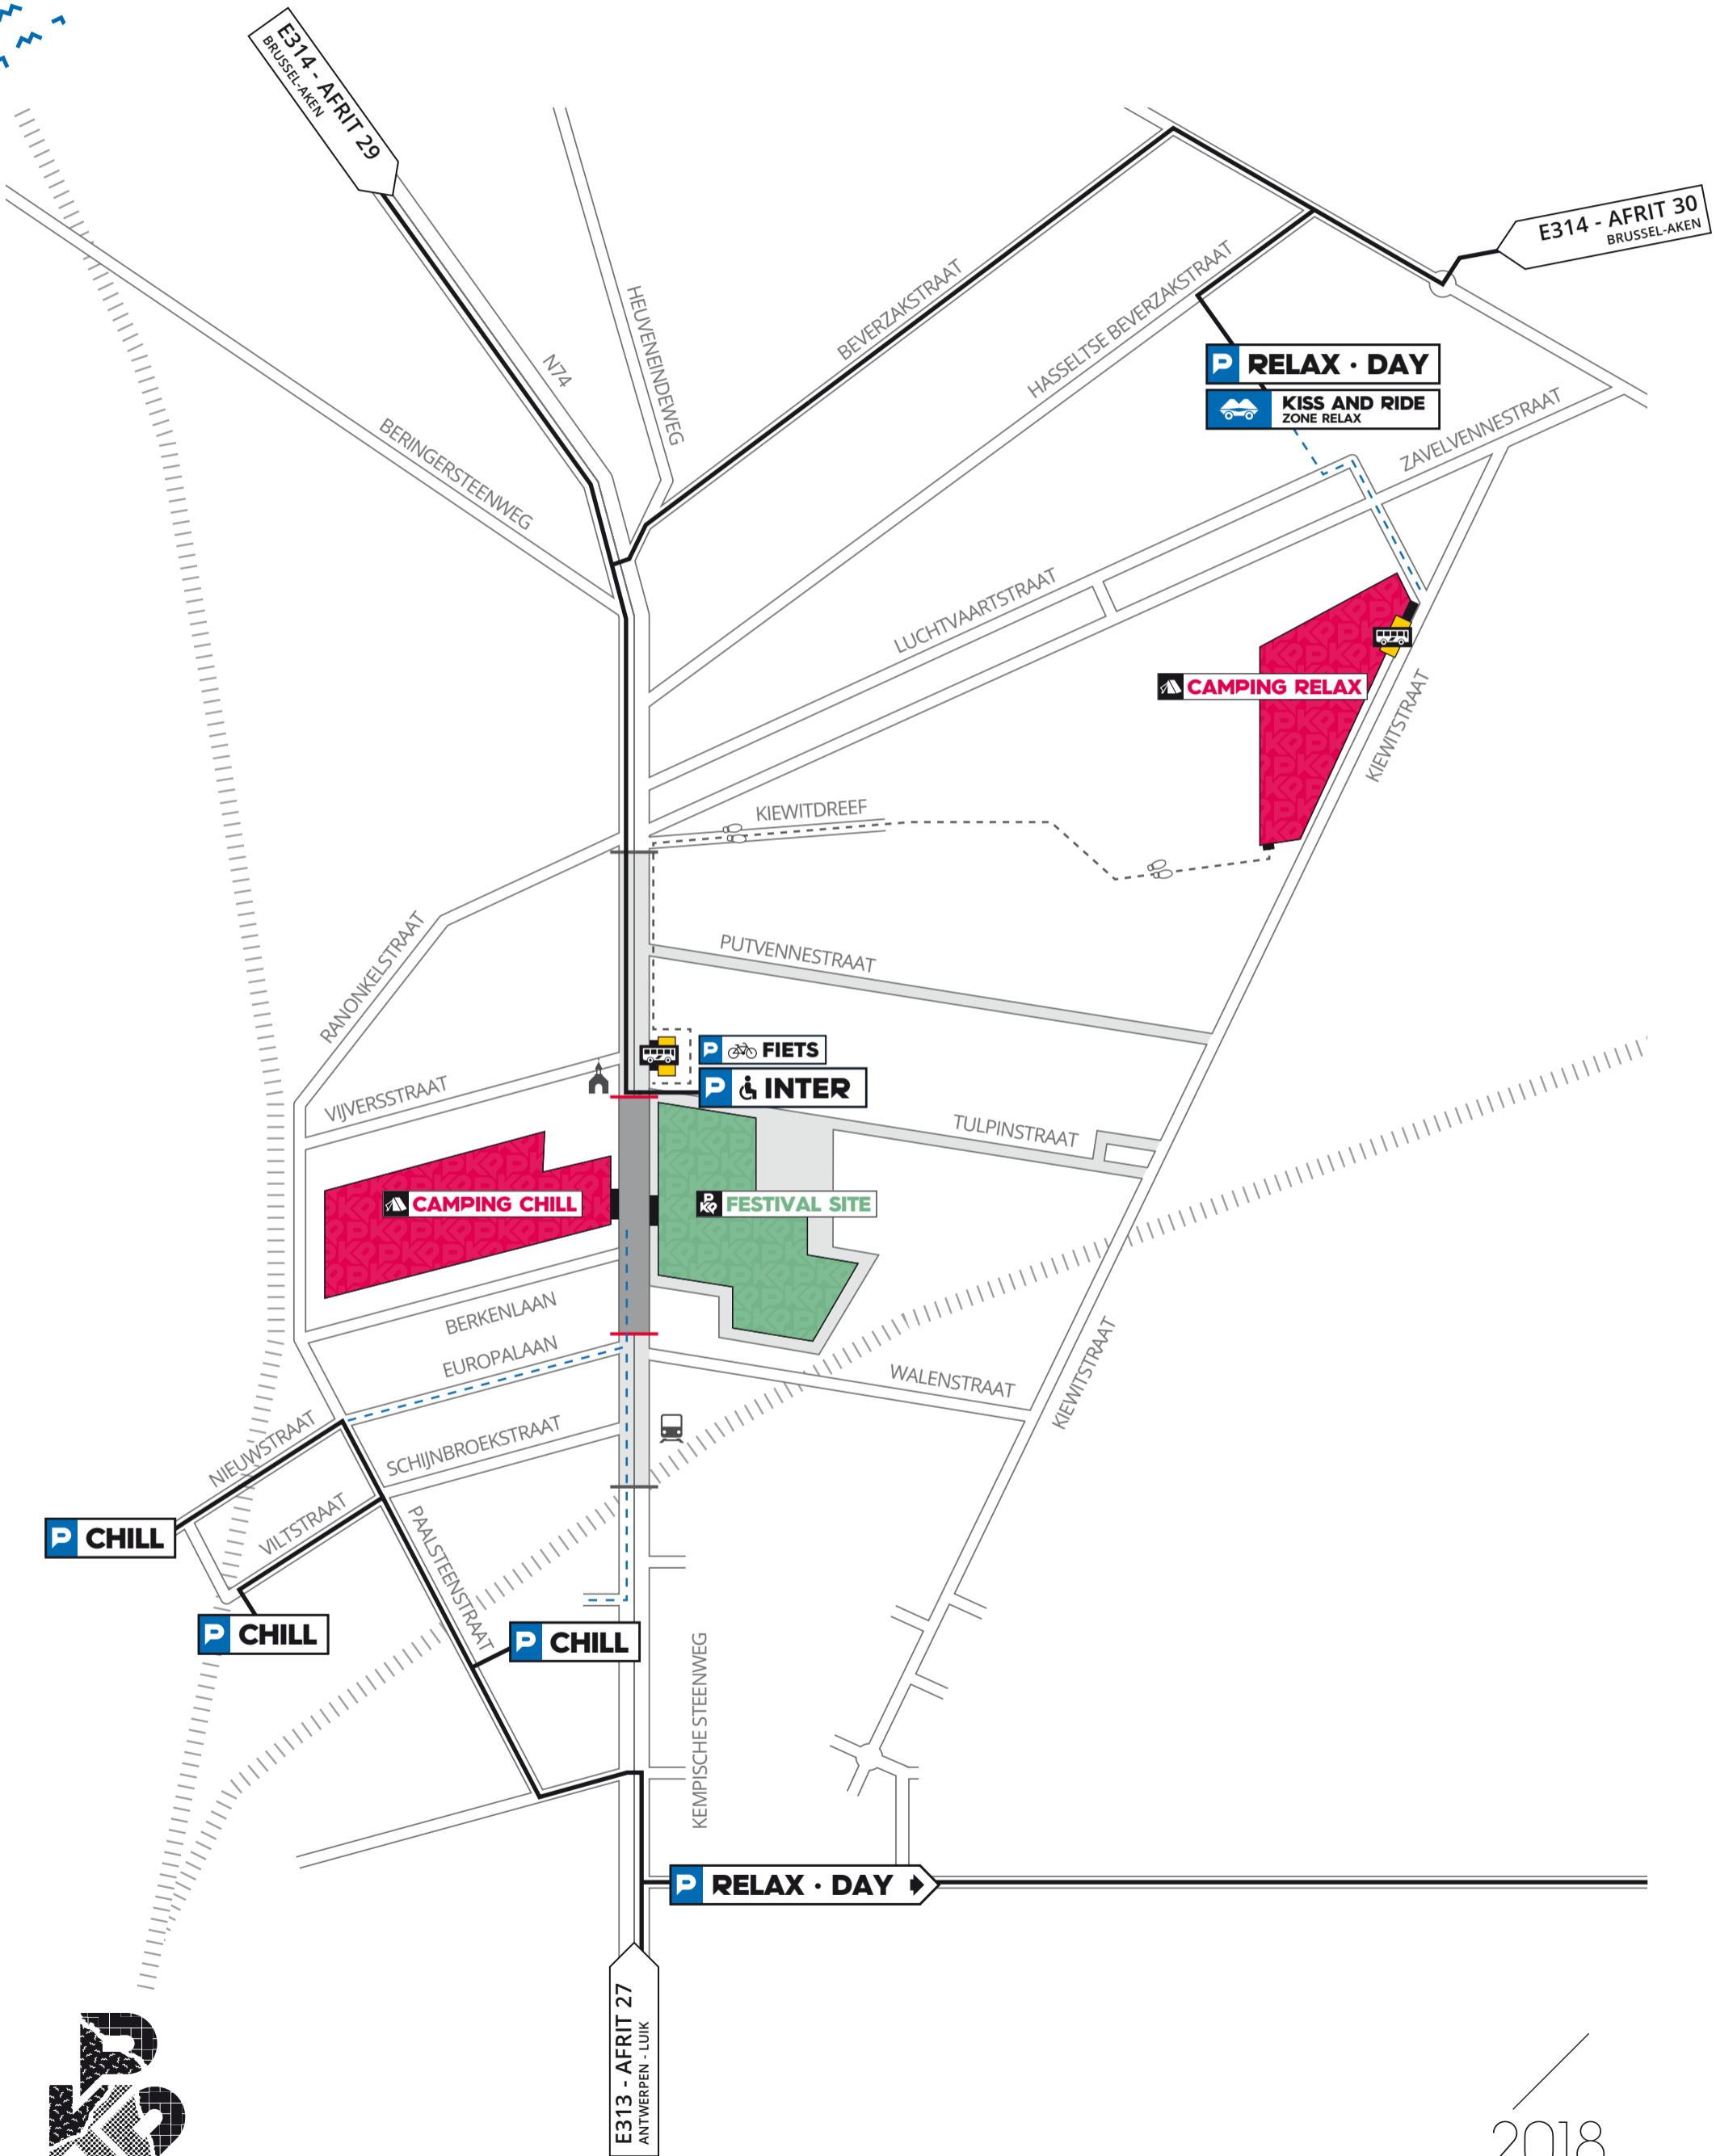 E314 - AFRIT 29
BRUSSEL-AKEN
E314 - AFRIT 30
BRUSSEL-AKEN
N74
HEUVENEINDEWEG
BEVERZAKSTRAAT
HASSELTSE BEVERZAKSTRAAT
P RELAX · DAY
KISS AND RIDE
ZONE RELAX
ZAVELVENNESTRAAT
BERINGERSTEENWEG
LUCHTVAARTSTRAAT
CAMPING RELAX
KIEWITSTRAAT
KIEWITDREEF
RANONKELSTRAAT
PUTVENNESTRAAT
P FIETS
P INTER
VIJVERSSTRAAT
TULPINSTRAAT
CAMPING CHILL
PKP FESTIVAL SITE
BERKENLAAN
EUROPALAAN
WALENSTRAAT
KIEWITSTRAAT
NIEUWSTRAAT
SCHIJNBROEKSTRAAT
VILTSTRAAT
PAALSTEENSTRAAT
P CHILL
P CHILL
P CHILL
KEMPISCHE STEENWEG
P RELAX · DAY
E313 - AFRIT 27
ANTWERPEN - LUIK
PKP
2018